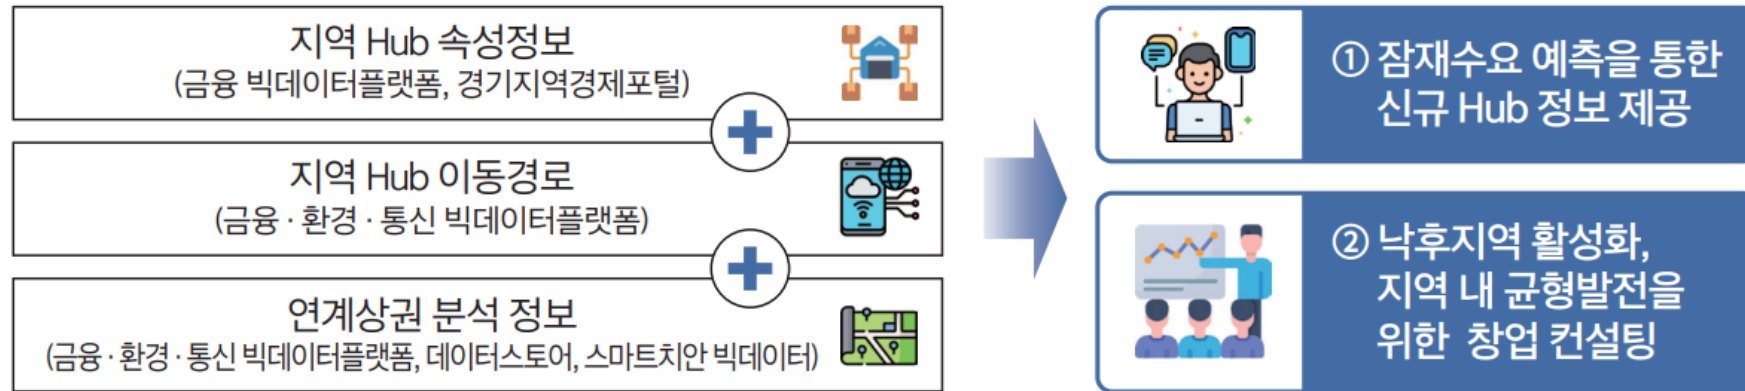 지역 Hub 속성정보
(금융 빅데이터플랫폼, 경기지역경제포털)
지역 Hub 이동경로
(금융 · 환경 · 통신 빅데이터플랫폼)
연계상권 분석 정보
(금융 · 환경 · 통신 빅데이터플랫폼, 데이터스토어, 스마트치안 빅데이터)
① 잠재수요 예측을 통한
신규 Hub 정보 제공
② 낙후지역 활성화,
지역 내 균형발전을
위한 창업 컨설팅